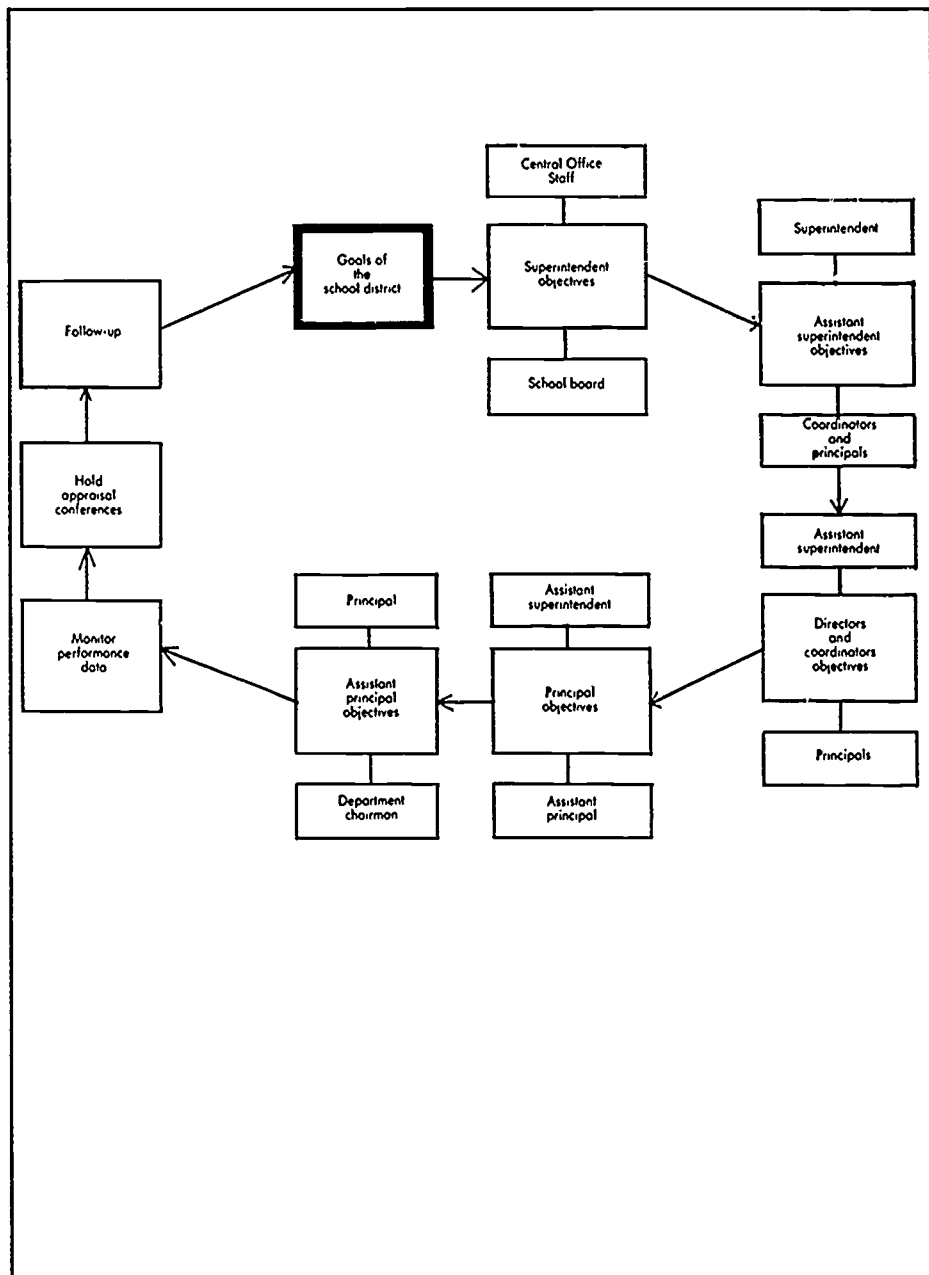 Central Office
Staff
Superintendent
Goals of
the
school district
Superintendent
objectives
Follow-up
Assistant
superintendent
objectives
School board
Coordinators
and
principals
Hold
appraisal
conferences
Assistant
superintendent
Principal
Assistant
superintendent
Monitor
performance
data
Directors
and
coordinators
objectives
Assistant
principal
objectives
Principal
objectives
Principals
Department
chairman
Assistant
principal